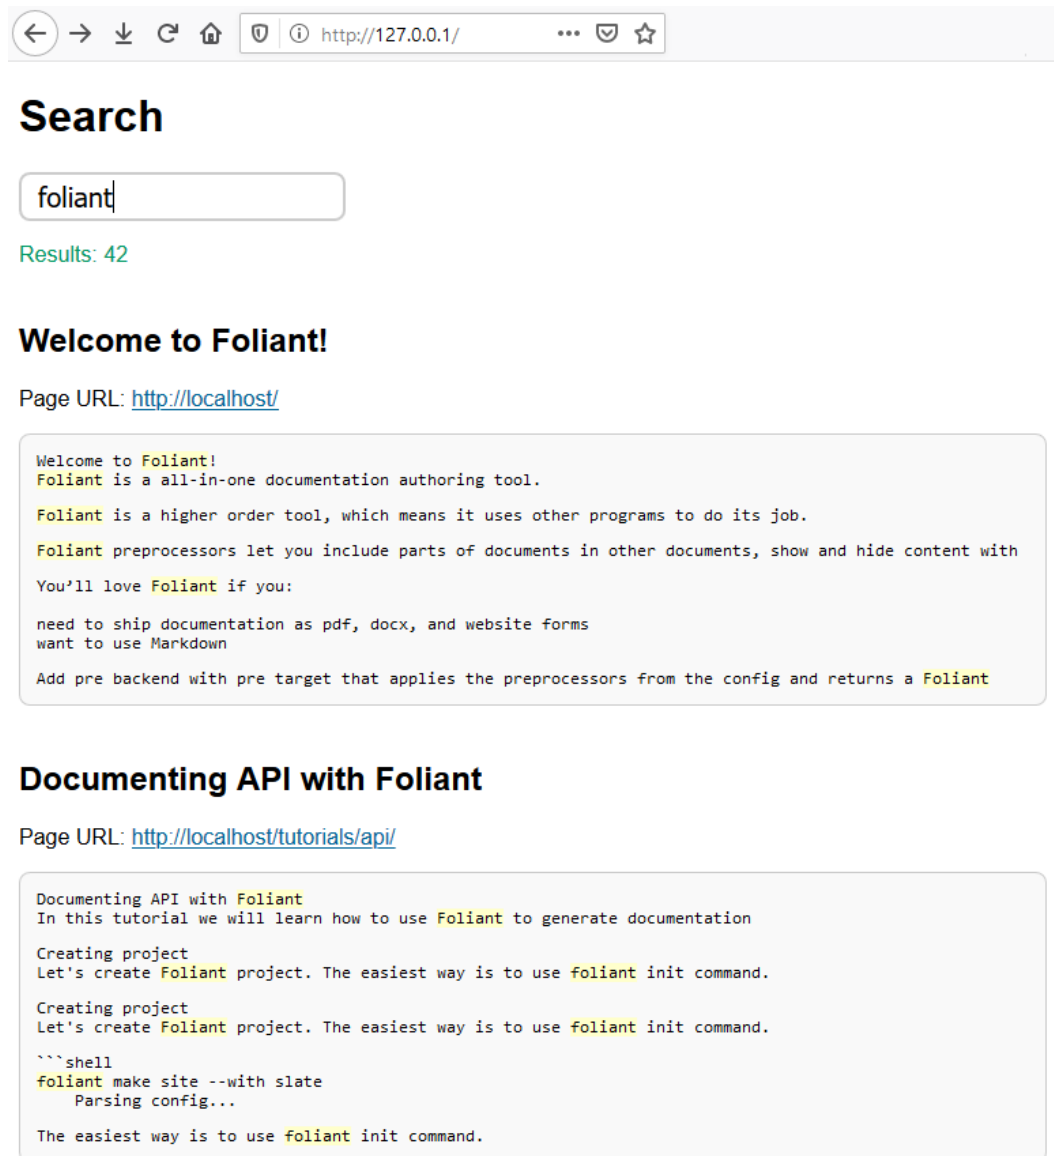 http://127.0.0.1/
Search
foliant
Results: 42
Welcome to Foliant!
Page URL: http://localhost/
Welcome to Foliant!
Foliant is a all-in-one documentation authoring tool.
Foliant is a higher order tool, which means it uses other programs to do its job.
Foliant preprocessors let you include parts of documents in other documents, show and hide content with
You’ll love Foliant if you:
need to ship documentation as pdf, docx, and website forms
want to use Markdown
Add pre backend with pre target that applies the preprocessors from the config and returns a Foliant
Documenting API with Foliant
Page URL: http://localhost/tutorials/api/
Documenting API with Foliant
In this tutorial we will learn how to use Foliant to generate documentation
Creating project
Let's create Foliant project. The easiest way is to use foliant init command.
Creating project
Let's create Foliant project. The easiest way is to use foliant init command.
```shell
foliant make site --with slate
    Parsing config...
The easiest way is to use foliant init command.